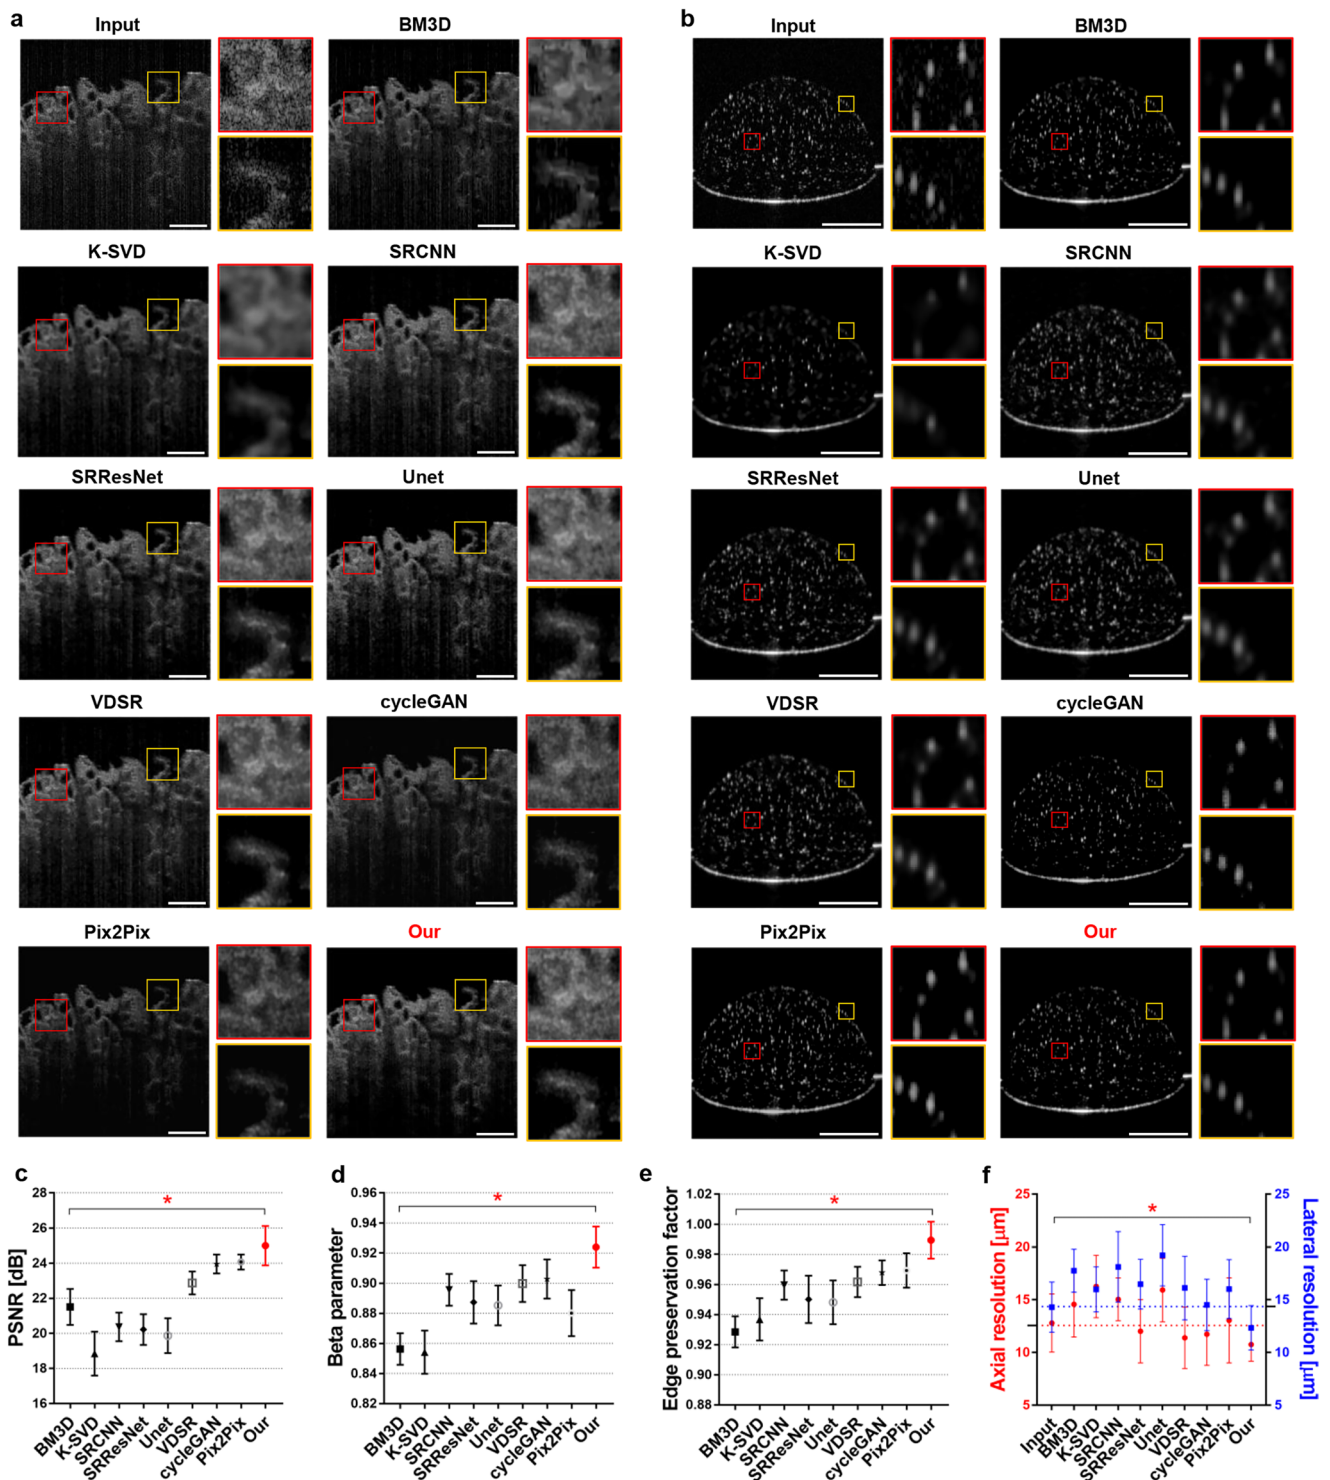 a
Input
BM3D
K-SVD
SRCNN
SRResNet
Unet
VDSR
cycleGAN
Pix2Pix
Our
b
Input
BM3D
K-SVD
SRCNN
SRResNet
Unet
VDSR
cycleGAN
Pix2Pix
Our
c
PSNR [dB]
28
26
24
22
20
18
16
*
BM3D
K-SVD
SRCNN
SRResNet
Unet
VDSR
cycleGAN
Pix2Pix
Our
d
Beta parameter
0.96
0.94
0.92
0.90
0.88
0.86
0.84
0.82
*
BM3D
K-SVD
SRCNN
SRResNet
Unet
VDSR
cycleGAN
Pix2Pix
Our
e
Edge preservation factor
1.02
1.00
0.98
0.96
0.94
0.92
0.90
0.88
*
BM3D
K-SVD
SRCNN
SRResNet
Unet
VDSR
cycleGAN
Pix2Pix
Our
f
Axial resolution [μm]
25
20
15
10
5
*
25
20
15
10
5
Lateral resolution [μm]
Input
BM3D
K-SVD
SRCNN
SRResNet
Unet
VDSR
cycleGAN
Pix2Pix
Our